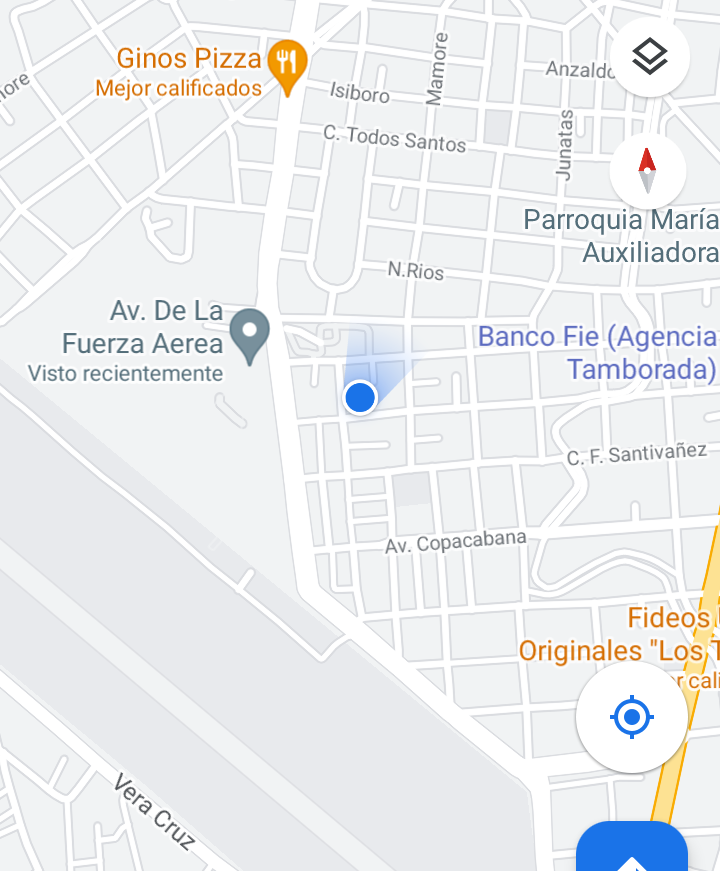 Ginos Pizza
Mejor calificados
Mamore
Anzaldo
ore
Isiboro
C. Todos Santos
Junatas
Parroquia María
Auxiliadora
N.Rios
Av. De La
Fuerza Aerea
Visto recientemente
Banco Fie (Agencia
Tamborada)
C. F. Santivañez
Av. Copacabana
Fideos
Originales "Los T
r cali
Vera Cruz